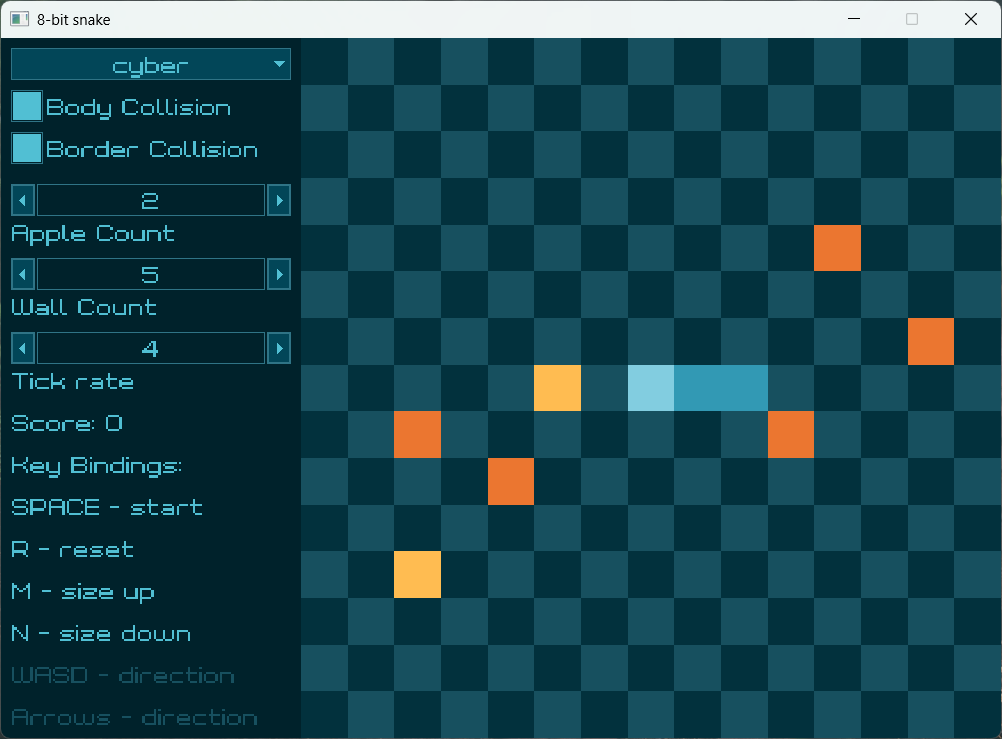 8-bit snake
cyber
Body Collision
Border Collision
2
Apple Count
5
Wall Count
4
Tick rate
Score: 0
Key Bindings:
SPACE - start
R - reset
M - size up
N - size down
WASD - direction
Arrows - direction